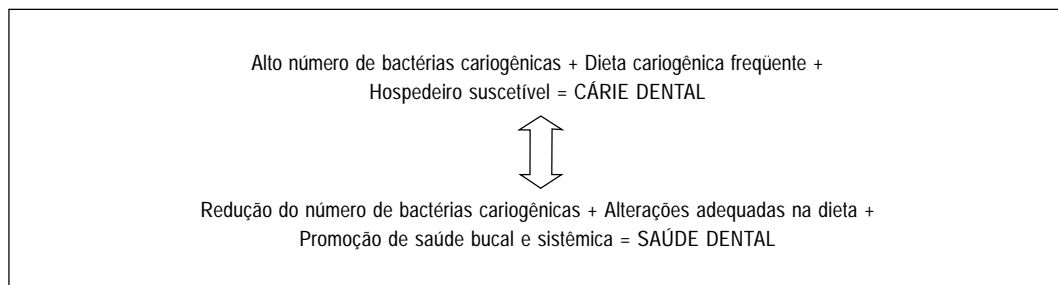 Alto número de bactérias cariogênicas + Dieta cariogênica freqüente +
Hospedeiro suscetível = CÁRIE DENTAL
Redução do número de bactérias cariogênicas + Alterações adequadas na dieta +
Promoção de saúde bucal e sistêmica = SAÚDE DENTAL